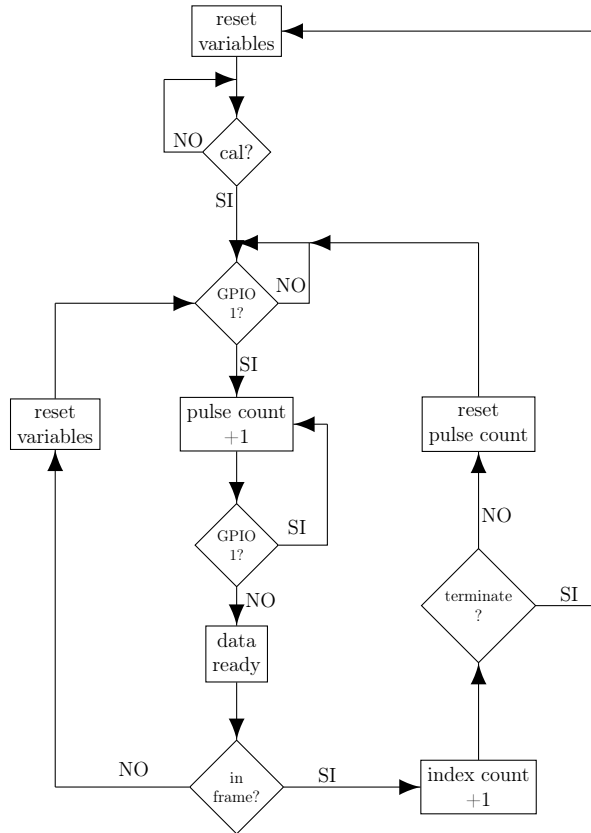 reset
variables
NO
cal?
SI
GPIO
1?
NO
SI
reset
variables
pulse count
+1
reset
pulse count
GPIO
1?
SI
NO
NO
terminate
?
SI
data
ready
NO
in
frame?
SI
index count
+1